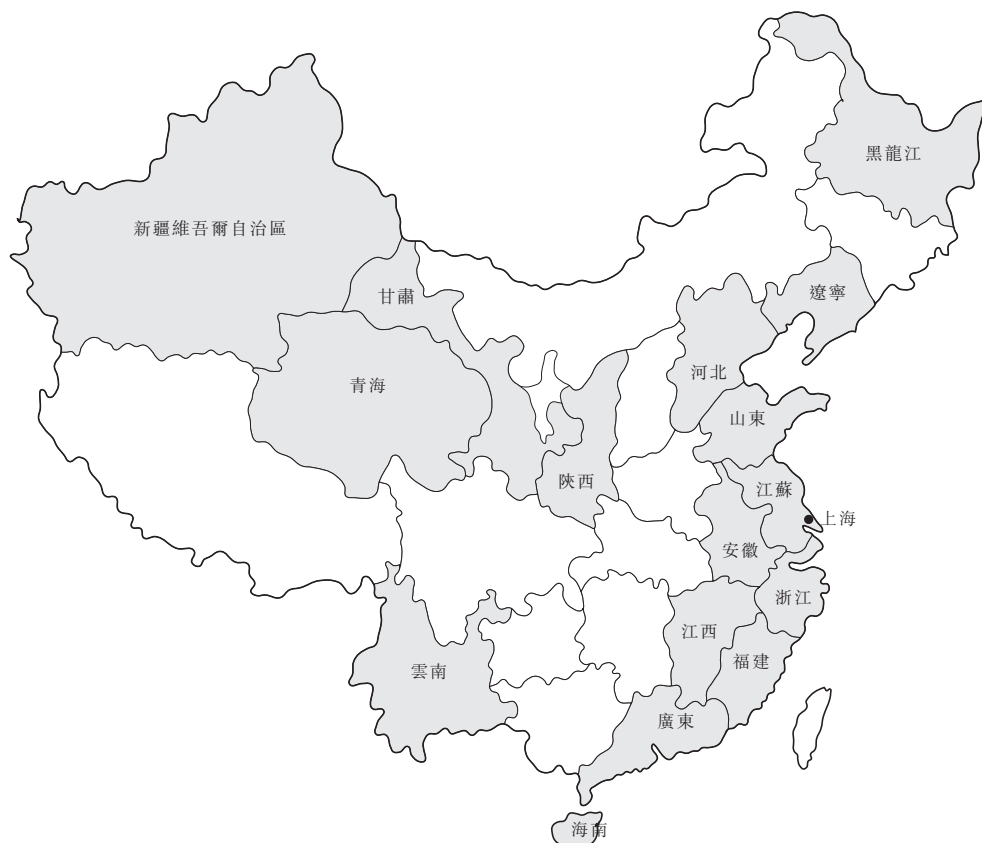 黑龍江
新疆維吾爾自治區
遼寧
甘肅
河北
青海
山東
陝西
江蘇
上海
安徽
浙江
江西
福建
雲南
廣東
海南